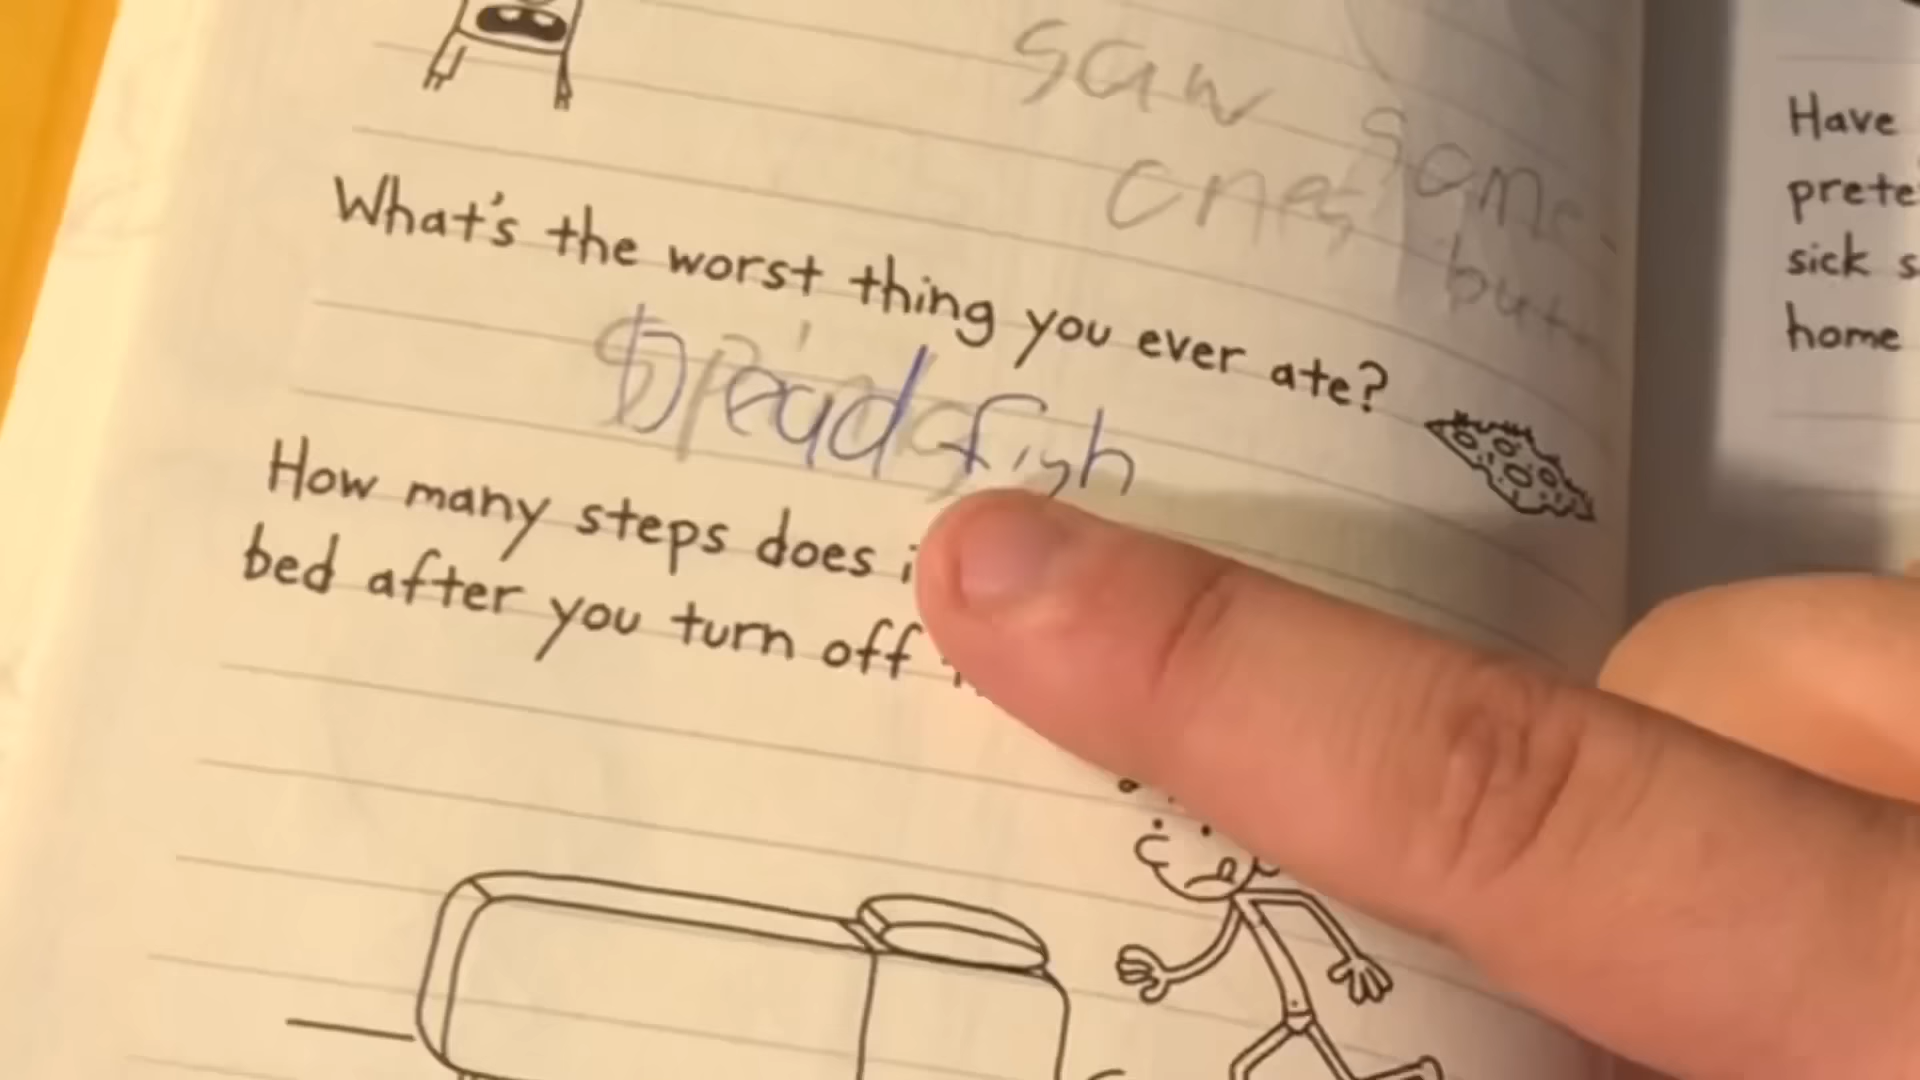 saw some
ones, but
What's the worst thing you ever ate?
Dead fish
How many steps does i
bed after you turn off
Have
prete
sick s
home